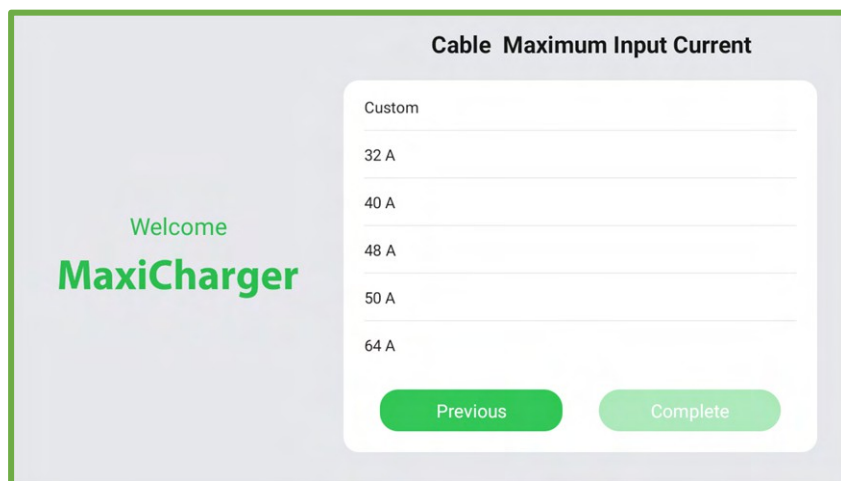 Cable  Maximum Input Current
Custom
32 A
40 A
48 A
50 A
64 A
Welcome
MaxiCharger
Previous
Complete